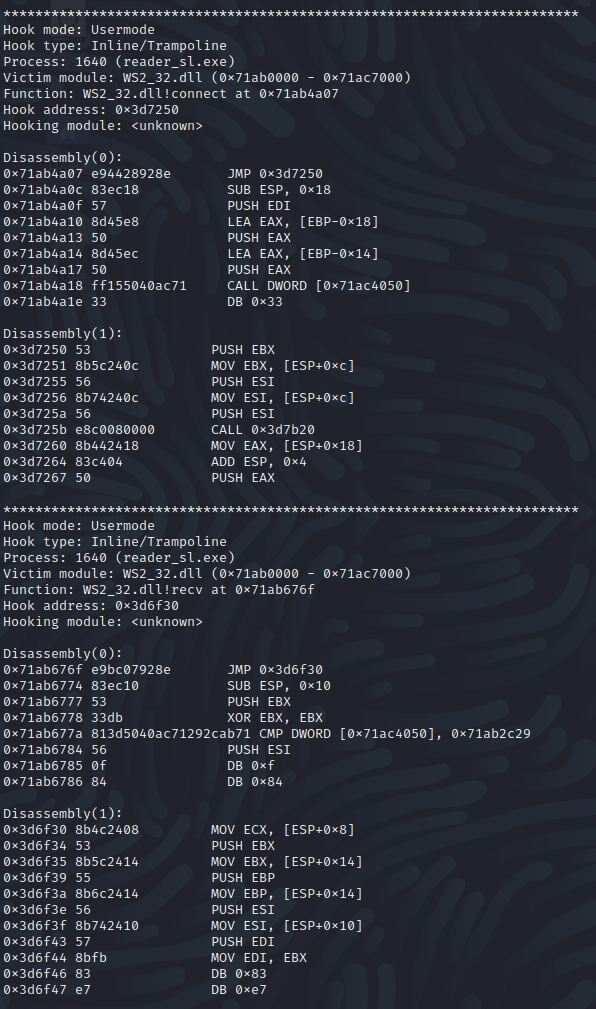 ************************************************************************
Hook mode: Usermode
Hook type: Inline/Trampoline
Process: 1640 (reader_sl.exe)
Victim module: WS2_32.dll (0×71ab0000 - 0×71ac7000)
Function: WS2_32.dll!connect at 0×71ab4a07
Hook address: 0×3d7250
Hooking module: <unknown>

Disassembly(0):
0×71ab4a07 e94428928e       JMP 0×3d7250
0×71ab4a0c 83ec18           SUB ESP, 0×18
0×71ab4a0f 57               PUSH EDI
0×71ab4a10 8d45e8           LEA EAX, [EBP-0×18]
0×71ab4a13 50               PUSH EAX
0×71ab4a14 8d45ec           LEA EAX, [EBP-0×14]
0×71ab4a17 50               PUSH EAX
0×71ab4a18 ff155040ac71     CALL DWORD [0×71ac4050]
0×71ab4a1e 33               DB 0×33

Disassembly(1):
0×3d7250 53               PUSH EBX
0×3d7251 8b5c240c         MOV EBX, [ESP+0×c]
0×3d7255 56               PUSH ESI
0×3d7256 8b74240c         MOV ESI, [ESP+0×c]
0×3d725a 56               PUSH ESI
0×3d725b e8c0080000       CALL 0×3d7b20
0×3d7260 8b442418         MOV EAX, [ESP+0×18]
0×3d7264 83c404           ADD ESP, 0×4
0×3d7267 50               PUSH EAX

************************************************************************
Hook mode: Usermode
Hook type: Inline/Trampoline
Process: 1640 (reader_sl.exe)
Victim module: WS2_32.dll (0×71ab0000 - 0×71ac7000)
Function: WS2_32.dll!recv at 0×71ab676f
Hook address: 0×3d6f30
Hooking module: <unknown>

Disassembly(0):
0×71ab676f e9bc07928e       JMP 0×3d6f30
0×71ab6774 83ec10           SUB ESP, 0×10
0×71ab6777 53               PUSH EBX
0×71ab6778 33db             XOR EBX, EBX
0×71ab677a 813d5040ac71292cab71 CMP DWORD [0×71ac4050], 0×71ab2c29
0×71ab6784 56               PUSH ESI
0×71ab6785 0f               DB 0×f
0×71ab6786 84               DB 0×84

Disassembly(1):
0×3d6f30 8b4c2408         MOV ECX, [ESP+0×8]
0×3d6f34 53               PUSH EBX
0×3d6f35 8b5c2414         MOV EBX, [ESP+0×14]
0×3d6f39 55               PUSH EBP
0×3d6f3a 8b6c2414         MOV EBP, [ESP+0×14]
0×3d6f3e 56               PUSH ESI
0×3d6f3f 8b742410         MOV ESI, [ESP+0×10]
0×3d6f43 57               PUSH EDI
0×3d6f44 8bfb             MOV EDI, EBX
0×3d6f46 83               DB 0×83
0×3d6f47 e7               DB 0×e7